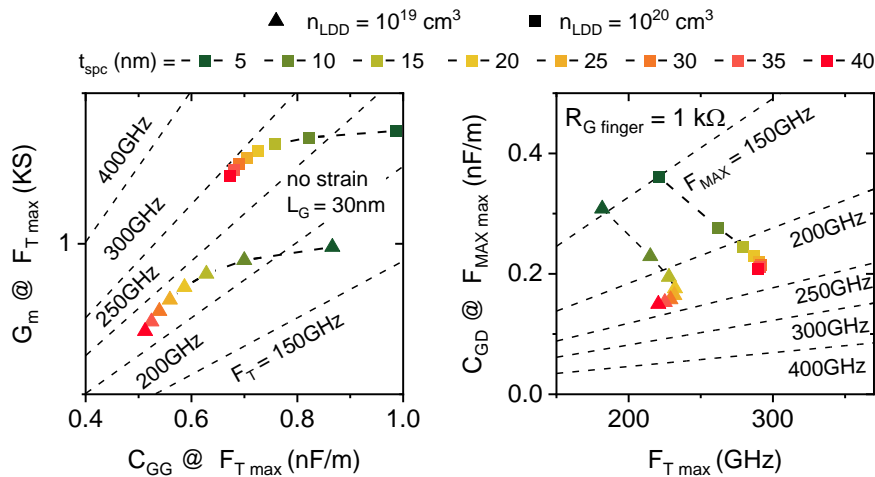 n_LDD = 10^19 cm^3
n_LDD = 10^20 cm^3
t_spc (nm) = 5 10 15 20 25 30 35 40
G_m @ F_T max (KS)
1
400GHz
300GHz
250GHz
200GHz
F_T = 150GHz
no strain
L_G = 30nm
0.4 0.6 0.8 1.0
C_GG @ F_T max (nF/m)
C_GD @ F_MAX max (nF/m)
0.4
0.2
0.0
R_G finger = 1 kΩ
F_MAX = 150GHz
200GHz
250GHz
300GHz
400GHz
200 300
F_T max (GHz)